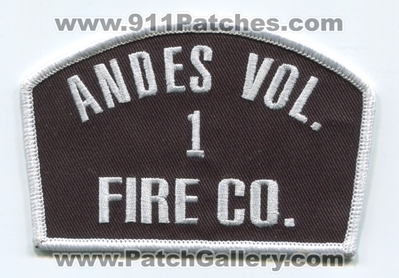 www.911Patches.com
ANDES VOL.
1
FIRE CO.
www.PatchGallery.com